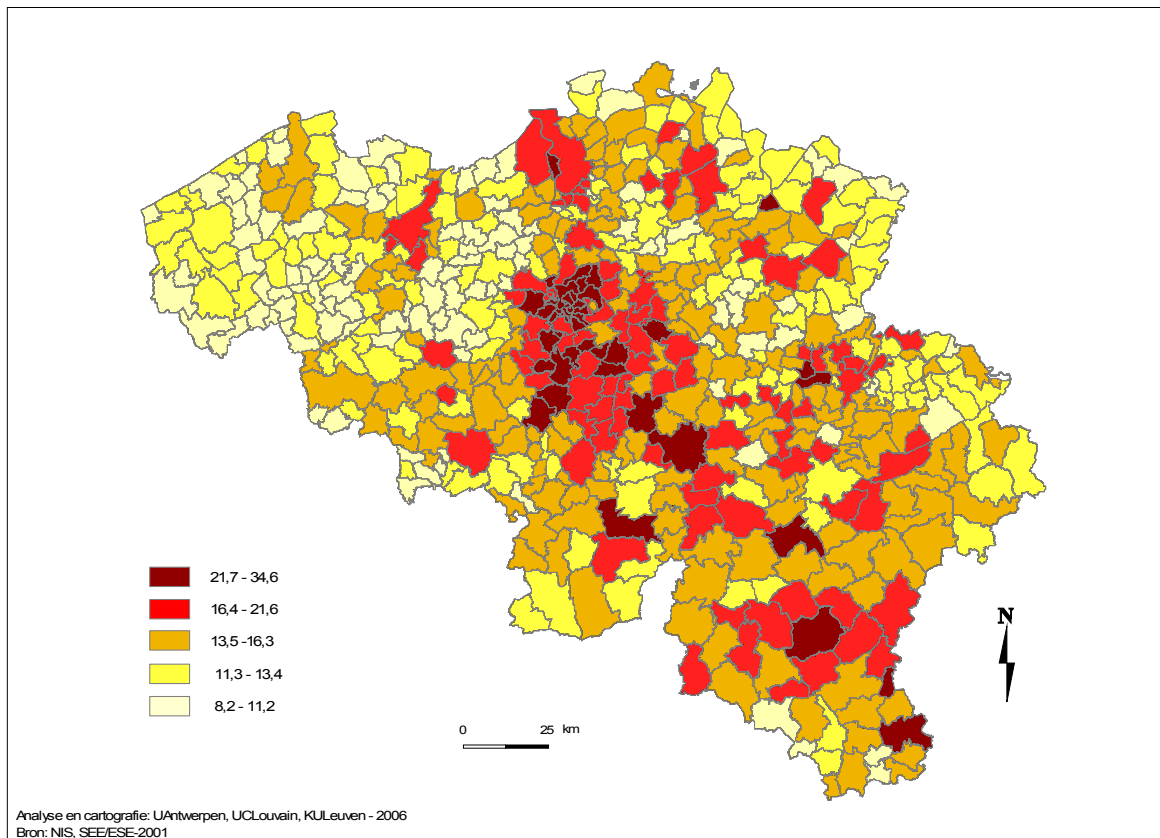 21,7 - 34,6
16,4 - 21,6
13,5 -16,3
11,3 - 13,4
8,2 - 11,2
0 25 km
N
Analyse en cartografie: UAntwerpen, UCLouvain, KULeuven - 2006
Bron: NIS, SEE/ESE-2001